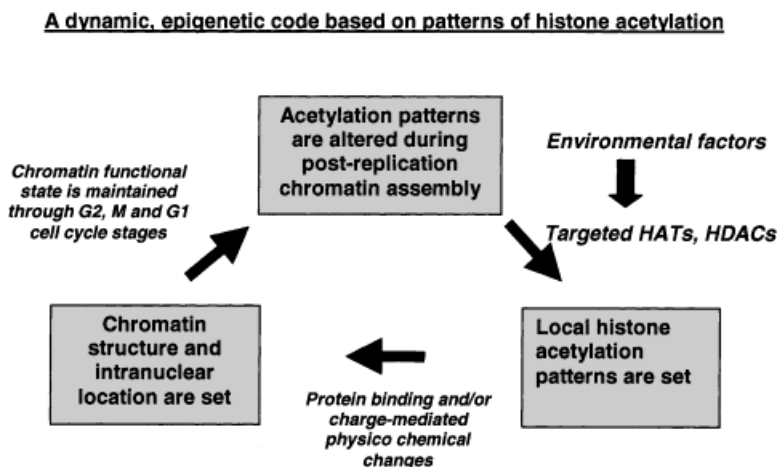 A dynamic, epigenetic code based on patterns of histone acetylation
Acetylation patterns
are altered during
post-replication
chromatin assembly
Environmental factors
Targeted HATs, HDACs
Chromatin functional
state is maintained
through G2, M and G1
cell cycle stages
Chromatin
structure and
intranuclear
location are set
Local histone
acetylation
patterns are set
Protein binding and/or
charge-mediated
physico chemical
changes